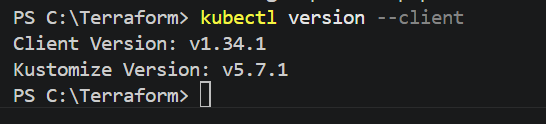 PS C:\Terraform> kubectl version --client
Client Version: v1.34.1
Kustomize Version: v5.7.1
PS C:\Terraform>